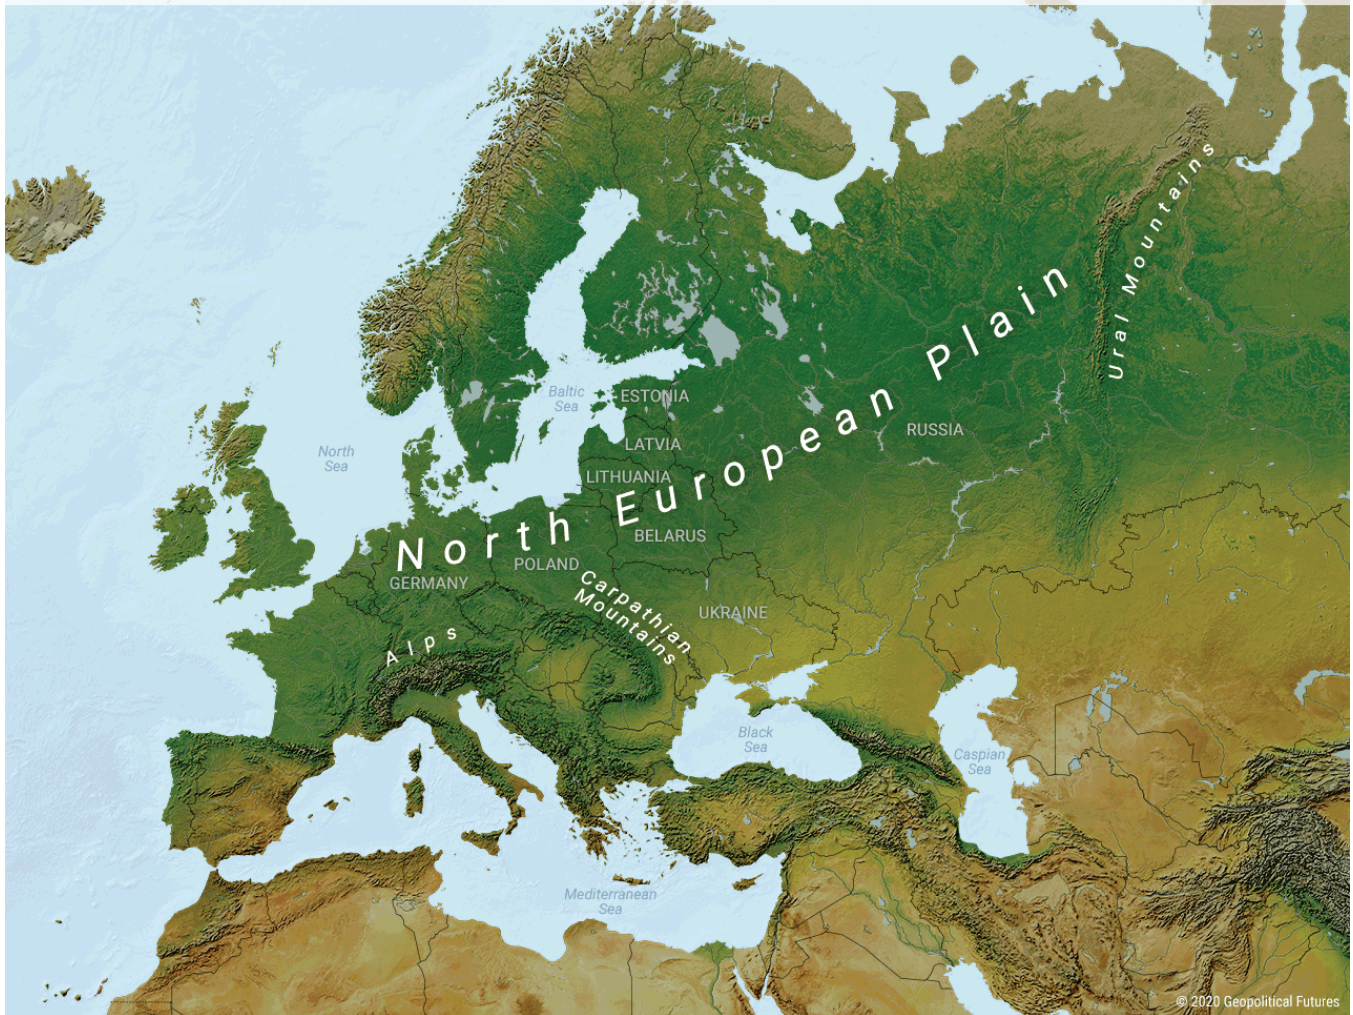 North European Plain
Ural Mountains
Baltic
Sea
ESTONIA
North
Sea
LATVIA
RUSSIA
LITHUANIA
BELARUS
POLAND
GERMANY
Carpathian
Mountains
UKRAINE
Alps
Black
Sea
Caspian
Sea
Mediterranean
Sea
© 2020 Geopolitical Futures